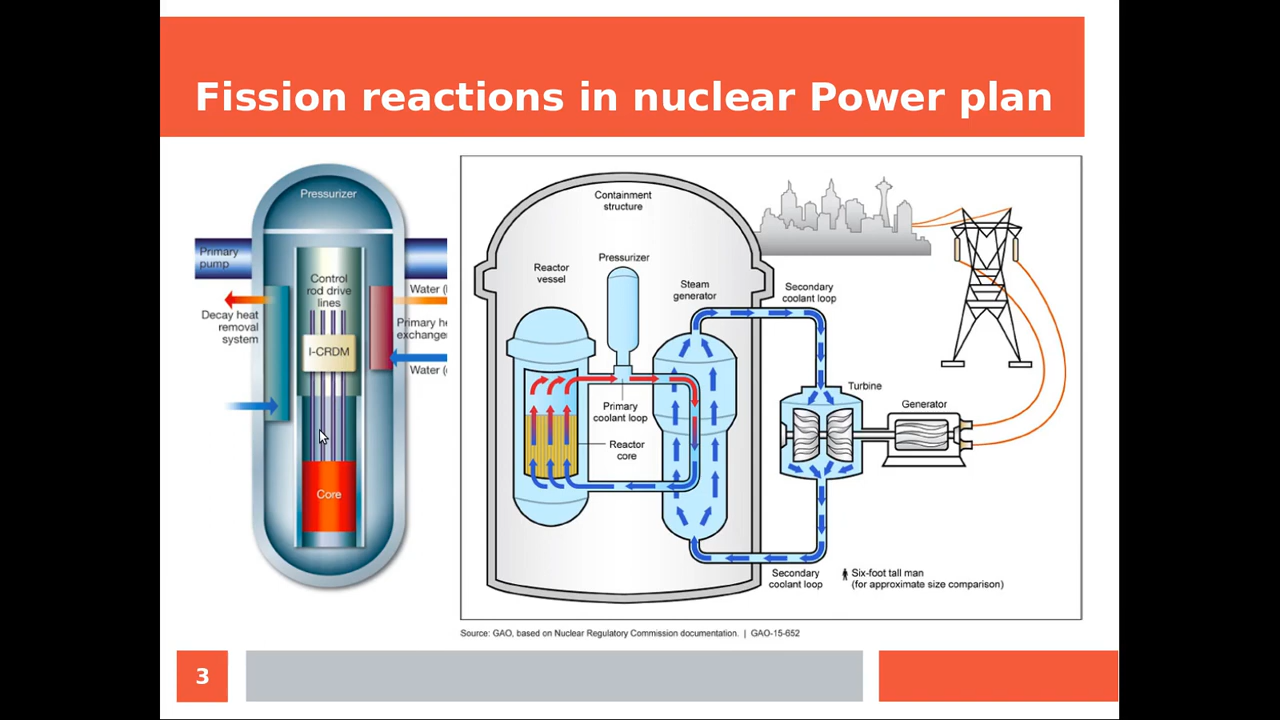 Fission reactions in nuclear Power plan
Pressurizer
Primary
pump
Control
rod drive
lines
Water (
Decay heat
removal
system
Primary he
exchange
I-CRDM
Water (
Core
Containment
structure
Reactor
vessel
Pressurizer
Steam
generator
Secondary
coolant loop
Primary
coolant loop
Reactor
core
Turbine
Generator
Secondary
coolant loop
Six-foot tall man
(for approximate size comparison)
Source: GAO, based on Nuclear Regulatory Commission documentation. | GAO-15-652
3